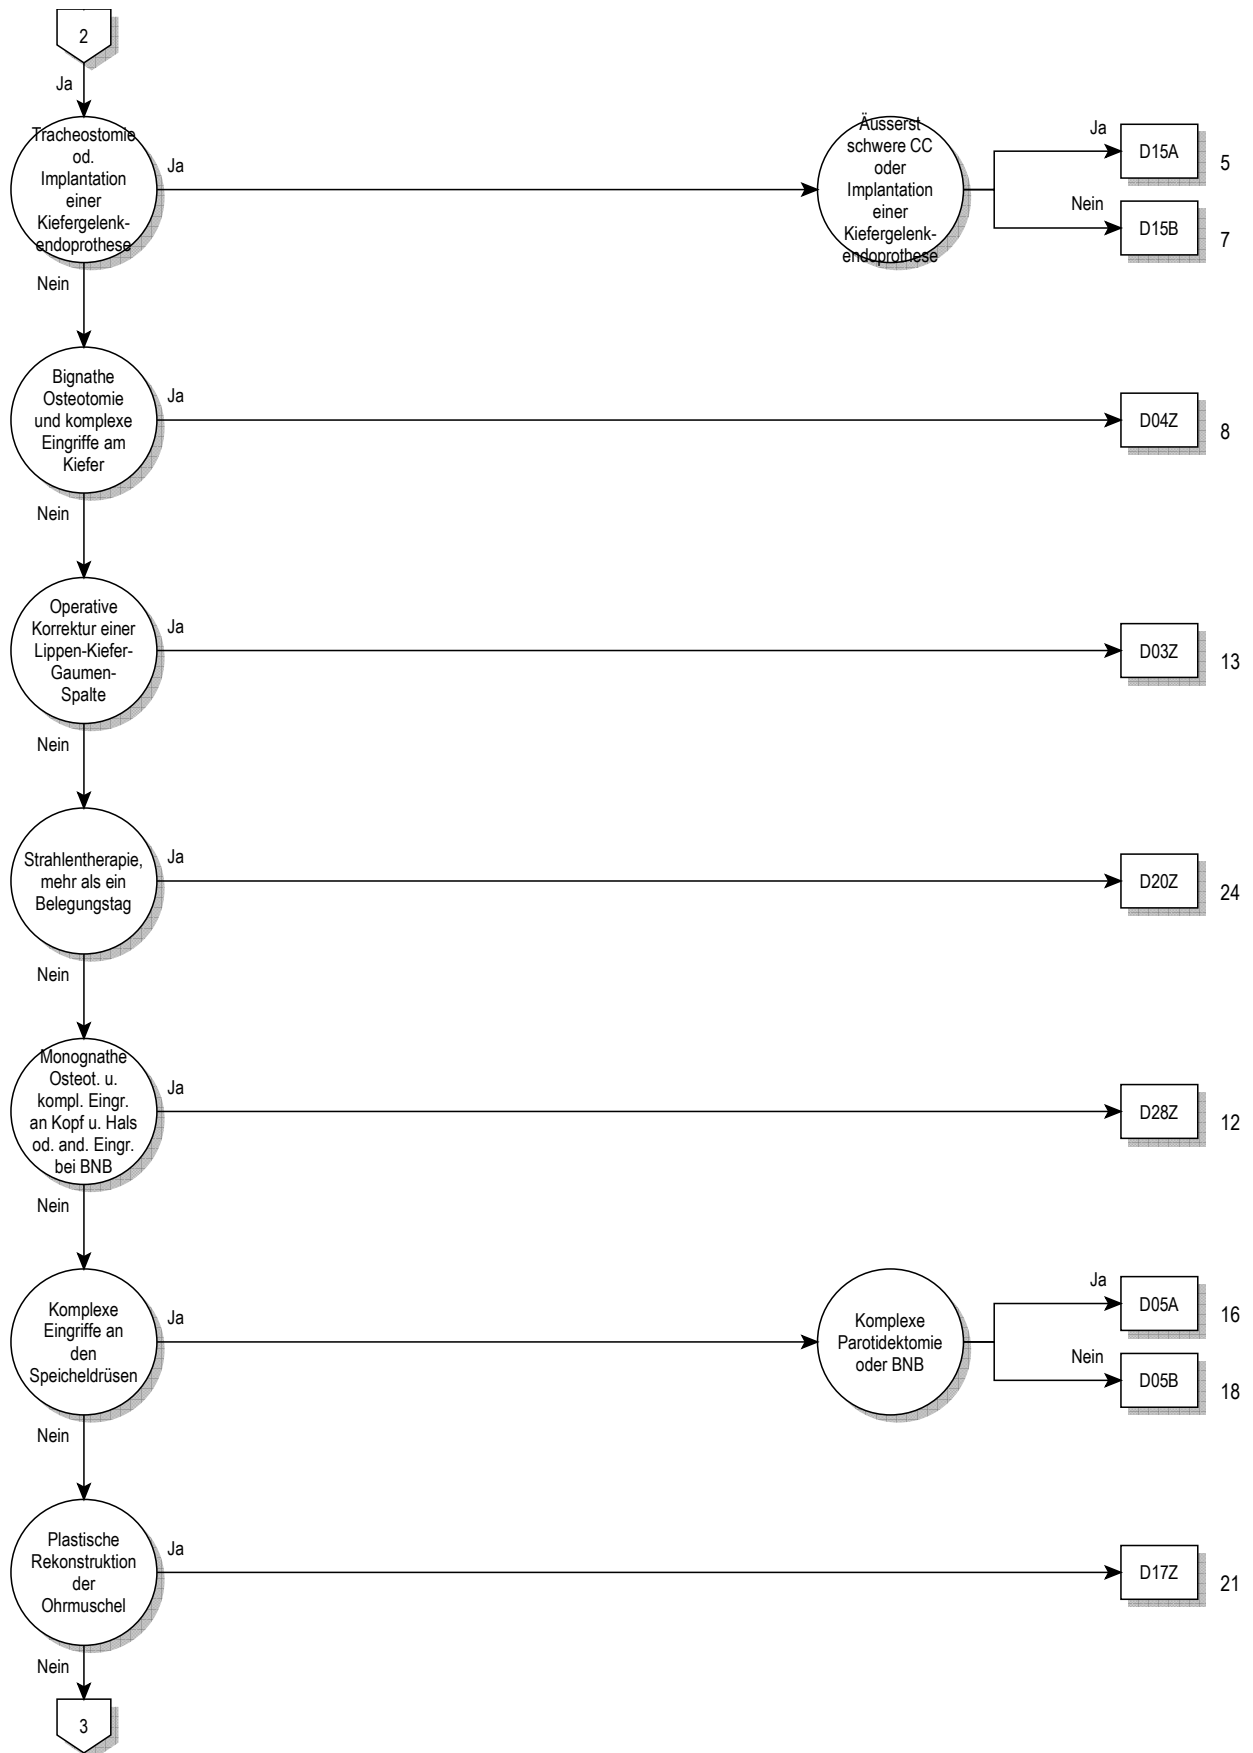 2
Ja
Tracheostomie
od.
Implantation
einer
Kiefergelenk-
endoprothese
Ja
Äusserst
schwere CC
oder
Implantation
einer
Kiefergelenk-
endoprothese
Ja
D15A
5
Nein
D15B
7
Nein
Bignathe
Osteotomie
und komplexe
Eingriffe am
Kiefer
Ja
D04Z
8
Nein
Operative
Korrektur einer
Lippen-Kiefer-
Gaumen-
Spalte
Ja
D03Z
13
Nein
Strahlentherapie,
mehr als ein
Belegungstag
Ja
D20Z
24
Nein
Monognathe
Osteot. u.
kompl. Eingr.
an Kopf u. Hals
od. and. Eingr.
bei BNB
Ja
D28Z
12
Nein
Komplexe
Eingriffe an
den
Speicheldrüsen
Ja
Komplexe
Parotidektomie
oder BNB
Ja
D05A
16
Nein
D05B
18
Nein
Plastische
Rekonstruktion
der
Ohrmuschel
Ja
D17Z
21
Nein
3